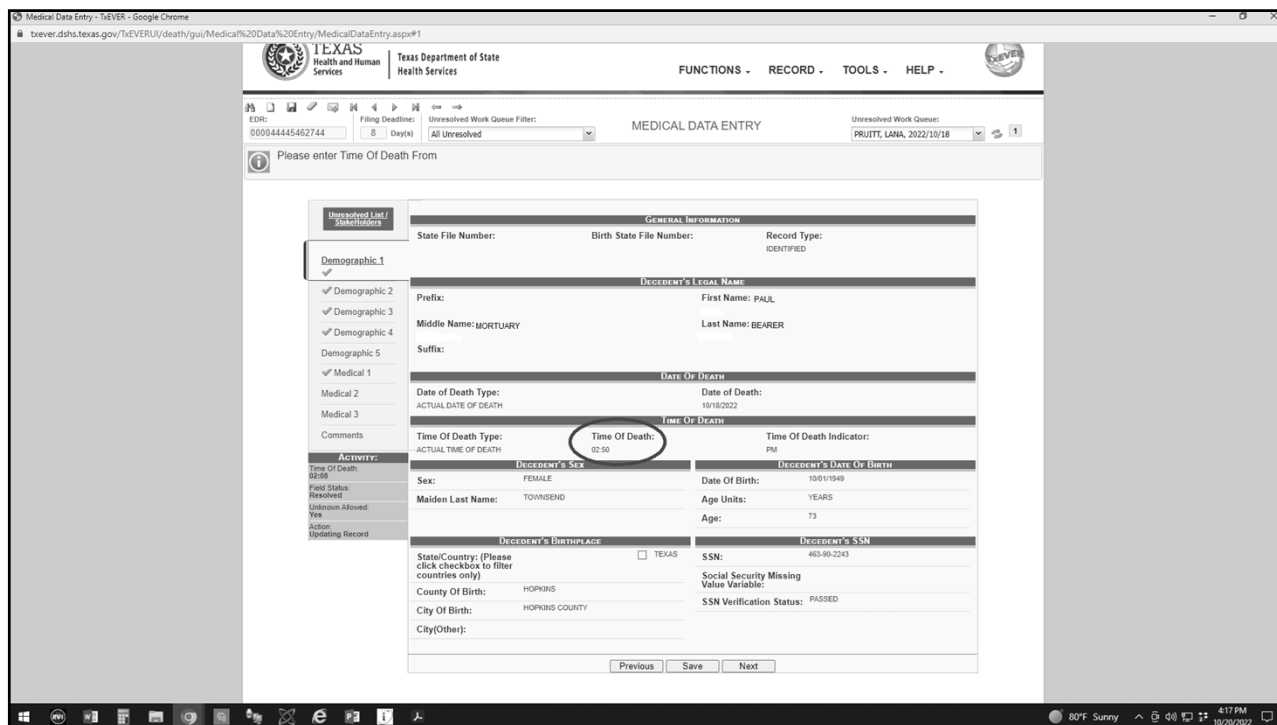 Medical Data Entry - TxEVER - Google Chrome
txever.dshs.texas.gov/TxEVERUI/death/gui/Medical%20Data%20Entry/MedicalDataEntry.aspx#1
TEXAS
Health and Human
Services
Texas Department of State
Health Services
FUNCTIONS
RECORD
TOOLS
HELP
TxEVER
EDR:
000044445462744
Filing Deadline:
8 Day(s)
Unresolved Work Queue Filter:
All Unresolved
MEDICAL DATA ENTRY
Unresolved Work Queue:
PRUITT, LANA, 2022/10/18
1
Please enter Time Of Death From
Unresolved List /
StakeHolders
Demographic 1
Demographic 2
Demographic 3
Demographic 4
Demographic 5
Medical 1
Medical 2
Medical 3
Comments
ACTIVITY:
Time Of Death:
02:88
Field Status:
Resolved
Unknown Allowed:
Yes
Action:
Updating Record
GENERAL INFORMATION
State File Number: Birth State File Number: Record Type:
IDENTIFIED
DECEDENT'S LEGAL NAME
Prefix: First Name: PAUL
Middle Name: MORTUARY Last Name: BEARER
Suffix:
DATE OF DEATH
Date of Death Type: Date of Death:
ACTUAL DATE OF DEATH 10/18/2022
TIME OF DEATH
Time Of Death Type: Time Of Death: Time Of Death Indicator:
ACTUAL TIME OF DEATH 02:50 PM
DECEDENT'S SEX
Sex: FEMALE
Maiden Last Name: TOWNSEND
DECEDENT'S DATE OF BIRTH
Date Of Birth: 10/01/1949
Age Units: YEARS
Age: 73
DECEDENT'S BIRTHPLACE
State/Country: (Please TEXAS
click checkbox to filter
countries only)
County Of Birth: HOPKINS
City Of Birth: HOPKINS COUNTY
City(Other):
DECEDENT'S SSN
SSN: 463-90-2243
Social Security Missing
Value Variable:
SSN Verification Status: PASSED
Previous Save Next
80°F Sunny
4:17 PM
10/20/2022